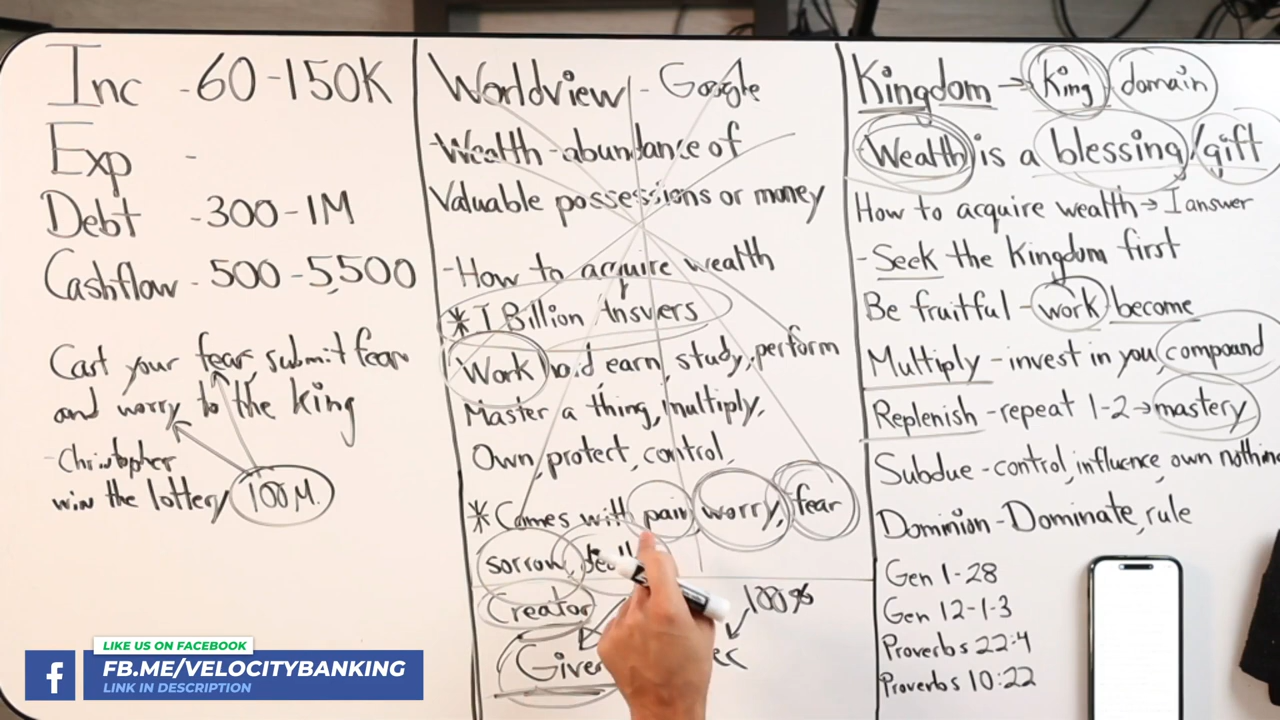 Inc - 60-150K
Exp -
Debt - 300-1M
Cashflow - 500-5,500
Cast your fear, submit fear
and worry to the king
- Christopher
win the lottery 100M.
Worldview - Google
- Wealth - abundance of
Valuable possessions or money
- How to acquire wealth
* 1 Billion Answers
Work hard earn, study, perform
Master a thing, multiply,
Own, protect, control,
* Comes with pain, worry, fear
sorrow,
Creator
100%
Kingdom → king domain
Wealth is a blessing/gift
How to acquire wealth → 1 answer
- Seek the Kingdom first
Be fruitful - work become
Multiply - invest in you, compound
Replenish - repeat 1-2 → mastery
Subdue - control, influence, own nothing
Dominion - Dominate, rule
Gen 1-28
Gen 12-1-3
Proverbs 22:4
Proverbs 10:22
LIKE US ON FACEBOOK
f
FB.ME/VELOCITYBANKING
LINK IN DESCRIPTION